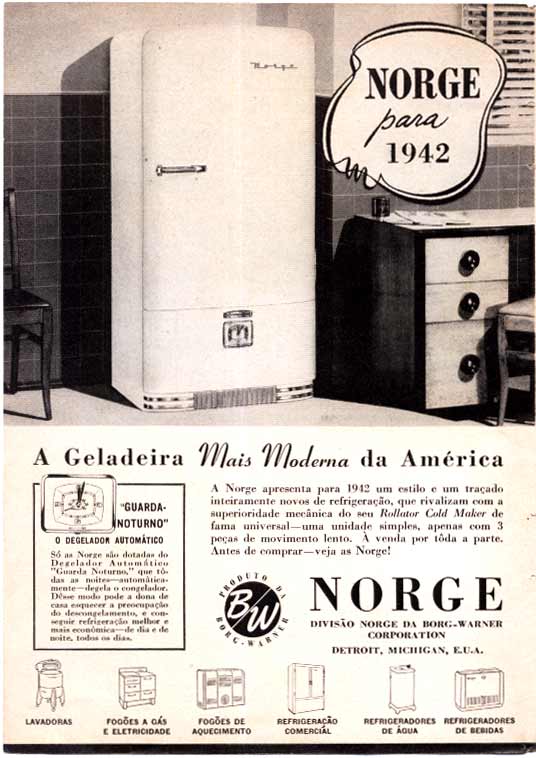 Norge
NORGE
para
1942
A Geladeira Mais Moderna da América
"GUARDA-
NOTURNO"
O DEGELADOR AUTOMÁTICO
Só as Norge são dotadas do
Degelador Automático
"Guarda Noturno," que tô-
das as noites—automàtica-
mente—degela o congelador.
Dêsse modo pode a dona de
casa esquecer a preocupação
do descongelamento, e con-
seguir refrigeração melhor e
mais econômica—de dia e de
noite, todos os dias.
A Norge apresenta para 1942 um estilo e um traçado
inteiramente novos de refrigeração, que rivalizam com a
superioridade mecânica do seu Rollator Cold Maker de
fama universal—uma unidade simples, apenas com 3
peças de movimento lento. À venda por tôda a parte.
Antes de comprar—veja as Norge!
PRODUTO DA
BW
BORG-WARNER
NORGE
DIVISÃO NORGE DA BORG-WARNER
CORPORATION
DETROIT, MICHIGAN, E.U.A.
LAVADORAS
FOGÕES A GÁS
E ELETRICIDADE
FOGÕES DE
AQUECIMENTO
REFRIGERAÇÃO
COMERCIAL
REFRIGERADORES
DE ÁGUA
REFRIGERADORES
DE BEBIDAS